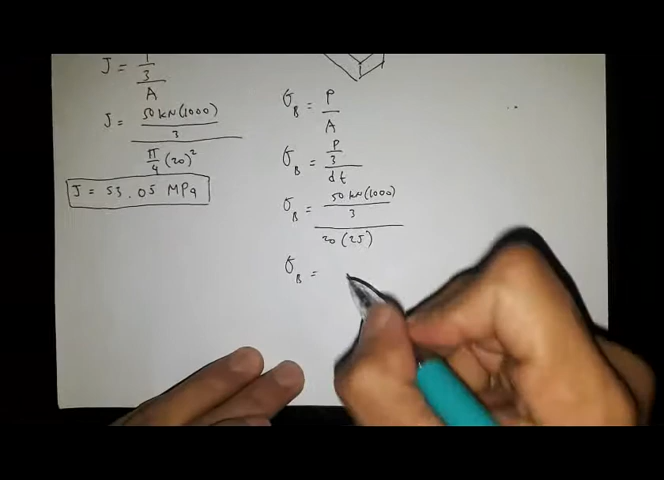 J = P/3 / A
J = 50 kN(1000)/3 / π/4 (20)²
J = 53.05 MPa
σB = P / A
σB = P/3 / dt
σB = 50 kN(1000)/3 / 20(25)
σB =